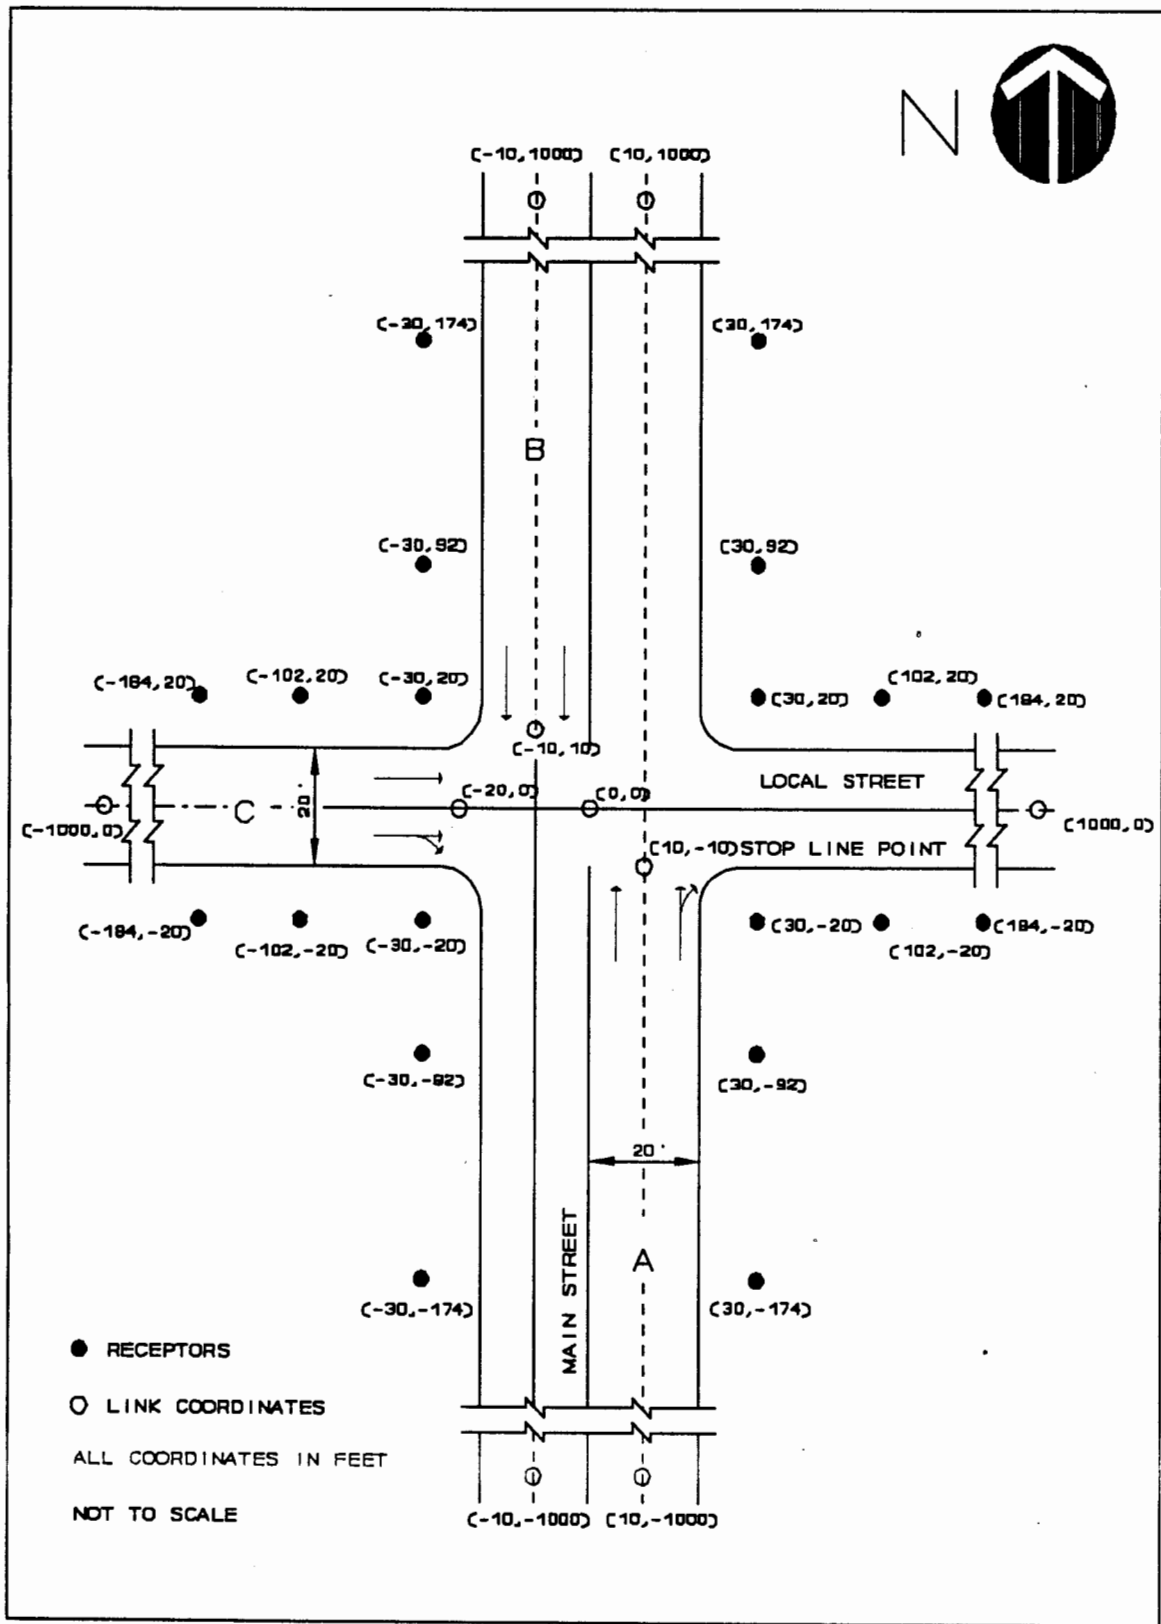 N
(-10,1000) (10,1000)
(-30,174) (30,174)
B
(-30,92) (30,92)
(-184,20) (-102,20) (-30,20) (30,20) (102,20) (184,20)
(-10,10)
LOCAL STREET
(-20,0) (0,0)
C 20'
(-1000,0) (1000,0)
(10,-10) STOP LINE POINT
(-184,-20) (-102,-20) (-30,-20) (30,-20) (102,-20) (184,-20)
(-30,-92) (30,-92)
20'
MAIN STREET
A
(-30,-174) (30,-174)
RECEPTORS
LINK COORDINATES
ALL COORDINATES IN FEET
NOT TO SCALE
(-10,-1000) (10,-1000)